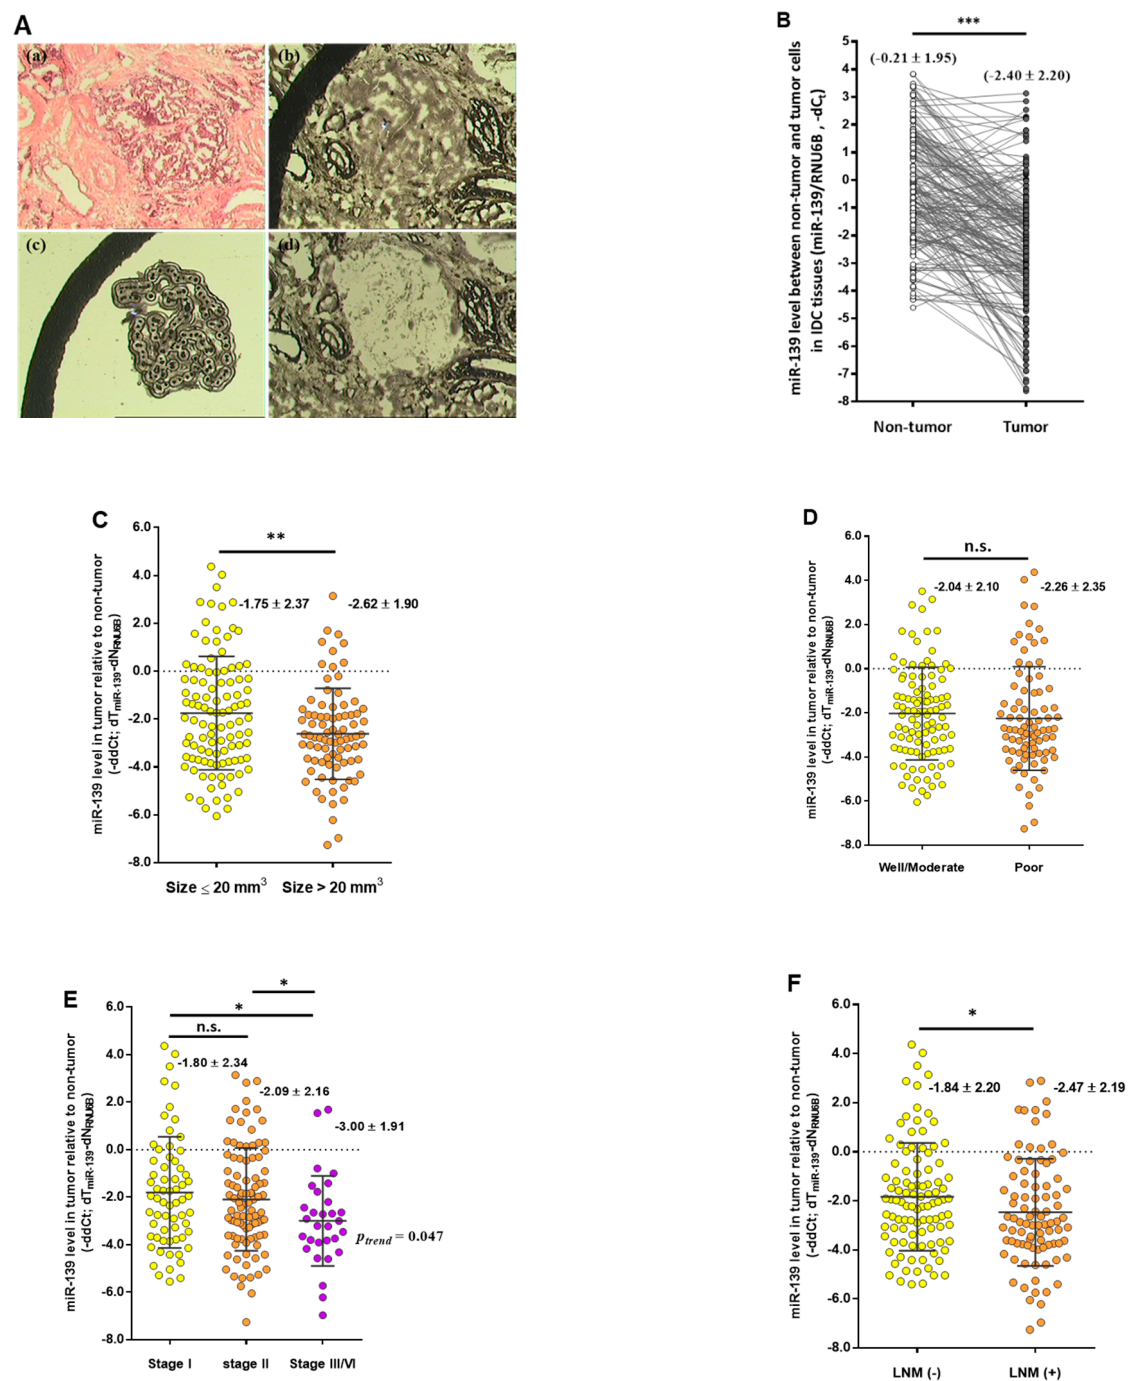 A
(a)
(b)
(c)
(d)
B
***
(-0.21 ± 1.95)
(-2.40 ± 2.20)
miR-139 level between non-tumor and tumor cells
in IDC tissues (miR-139/RNU6B , -dCt)
5
4
3
2
1
0
-1
-2
-3
-4
-5
-6
-7
-8
Non-tumor
Tumor
C
**
-1.75 ± 2.37
-2.62 ± 1.90
miR-139 level in tumor relative to non-tumor
(-ddCt; dTmiR-139-dNRNU6B)
6.0
4.0
2.0
0.0
-2.0
-4.0
-6.0
-8.0
Size ≤ 20 mm3
Size > 20 mm3
D
n.s.
-2.04 ± 2.10
-2.26 ± 2.35
miR-139 level in tumor relative to non-tumor
(-ddCt; dTmiR-139-dNRNU6B)
6.0
4.0
2.0
0.0
-2.0
-4.0
-6.0
-8.0
Well/Moderate
Poor
E
*
*
n.s.
-1.80 ± 2.34
-2.09 ± 2.16
-3.00 ± 1.91
ptrend = 0.047
miR-139 level in tumor relative to non-tumor
(-ddCt; dTmiR-139-dNRNU6B)
6.0
4.0
2.0
0.0
-2.0
-4.0
-6.0
-8.0
Stage I
stage II
Stage III/VI
F
*
-1.84 ± 2.20
-2.47 ± 2.19
miR-139 level in tumor relative to non-tumor
(-ddCt; dTmiR-139-dNRNU6B)
6.0
4.0
2.0
0.0
-2.0
-4.0
-6.0
-8.0
LNM (-)
LNM (+)